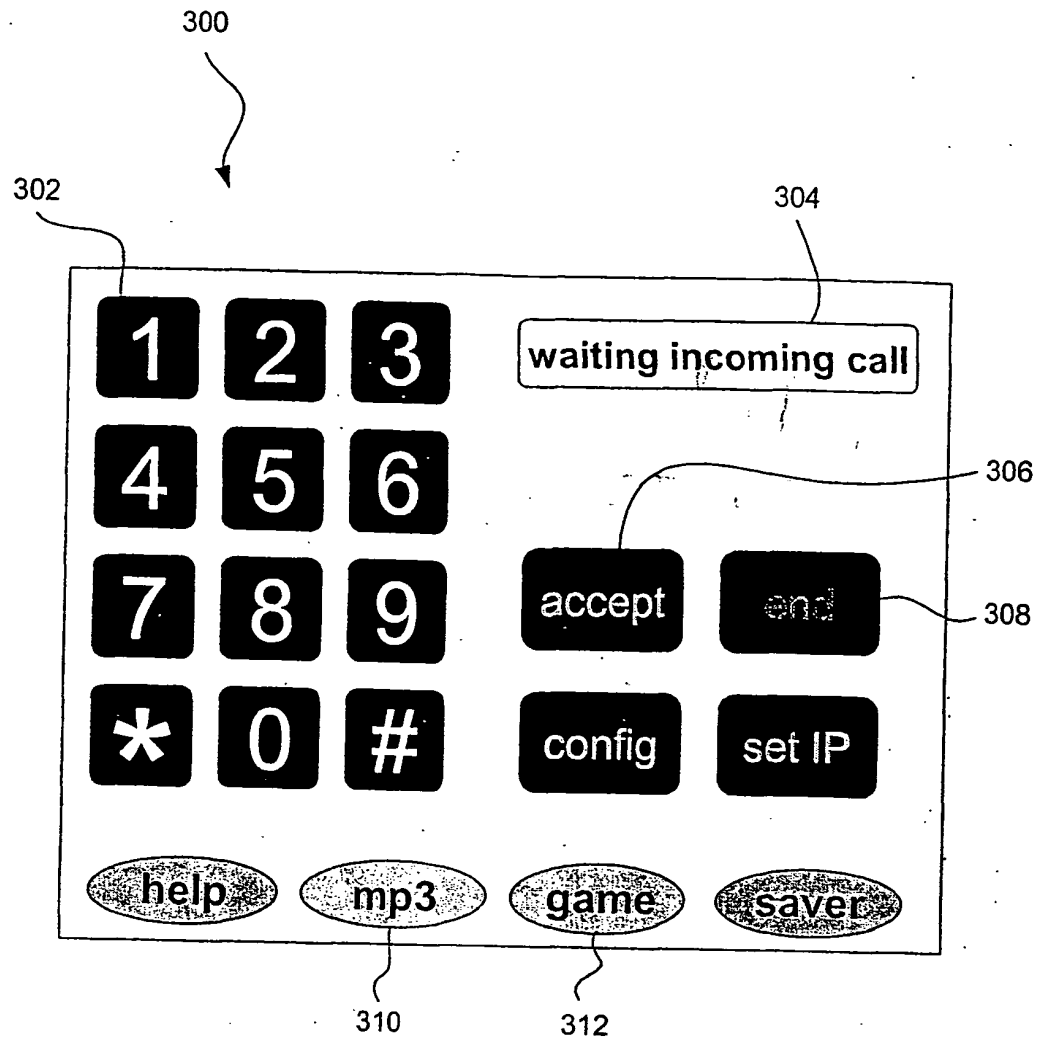 300
302
304
1 2 3
waiting incoming call
4 5 6
306
7 8 9
accept end
308
* 0 #
config set IP
help mp3 game saver
310
312